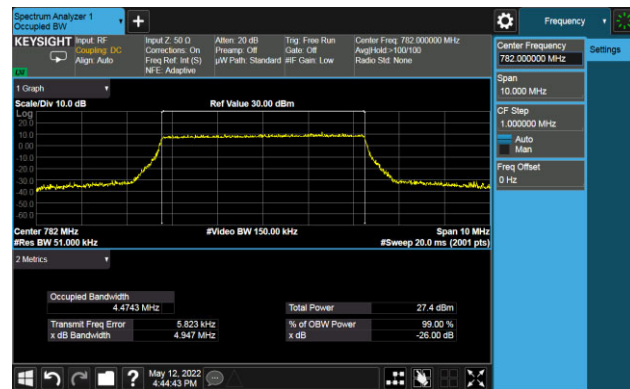 Spectrum Analyzer 1
Occupied BW
Frequency
KEYSIGHT
Input: RF
Coupling: DC
Align: Auto
Input Z: 50 Ω
Corrections: On
Freq Ref: Int (S)
NFE: Adaptive
Atten: 20 dB
Preamp: Off
µW Path: Standard
Trig: Free Run
Gate: Off
#IF Gain: Low
Center Freq: 782.000000 MHz
Avg|Hold:>100/100
Radio Std: None
Center Frequency
782.000000 MHz
Settings
Span
10.000 MHz
CF Step
1.000000 MHz
Auto
Man
Freq Offset
0 Hz
1 Graph
Scale/Div 10.0 dB
Ref Value 30.00 dBm
Log
20.0
10.0
0.00
-10.0
-20.0
-30.0
-40.0
-50.0
-60.0
Center 782 MHz
#Video BW 150.00 kHz
Span 10 MHz
#Res BW 51.000 kHz
#Sweep 20.0 ms (2001 pts)
2 Metrics
Occupied Bandwidth
4.4743 MHz
Total Power 27.4 dBm
Transmit Freq Error 5.823 kHz
% of OBW Power 99.00 %
x dB Bandwidth 4.947 MHz
x dB -26.00 dB
May 12, 2022
4:44:43 PM